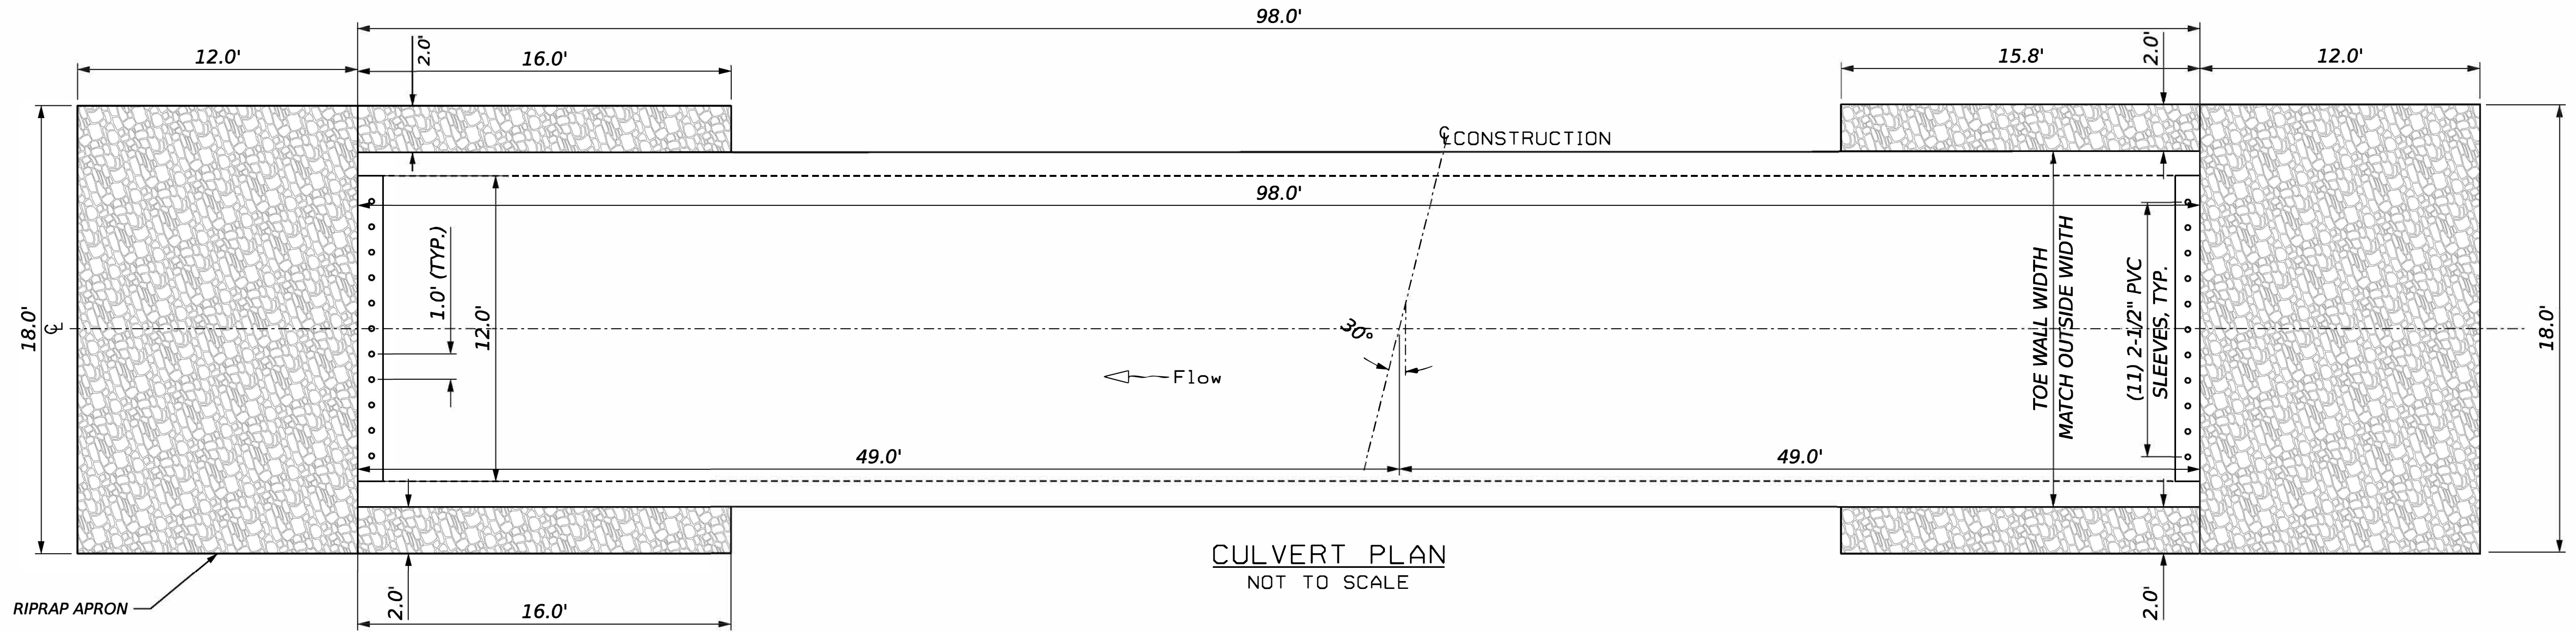 98.0'
12.0'
2.0'
16.0'
15.8'
2.0'
12.0'
℄ CONSTRUCTION
98.0'
1.0' (TYP.)
12.0'
18.0'
℄
30°
Flow
TOE WALL WIDTH
MATCH OUTSIDE WIDTH
(11) 2-1/2" PVC
SLEEVES, TYP.
18.0'
49.0'
49.0'
CULVERT PLAN
NOT TO SCALE
RIPRAP APRON
2.0'
16.0'
2.0'